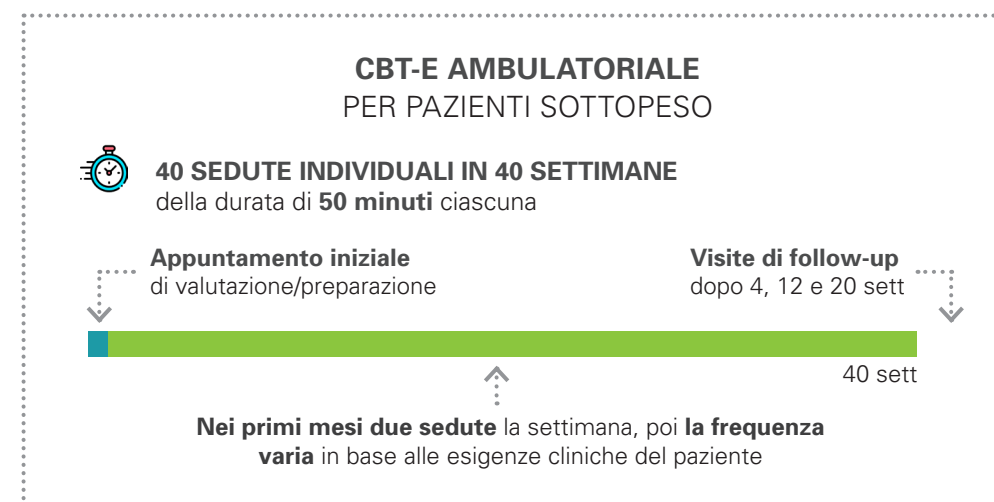 CBT-E AMBULATORIALE
PER PAZIENTI SOTTOPESO
40 SEDUTE INDIVIDUALI IN 40 SETTIMANE
della durata di 50 minuti ciascuna
Appuntamento iniziale
di valutazione/preparazione
Visite di follow-up
dopo 4, 12 e 20 sett
40 sett
Nei primi mesi due sedute la settimana, poi la frequenza
varia in base alle esigenze cliniche del paziente